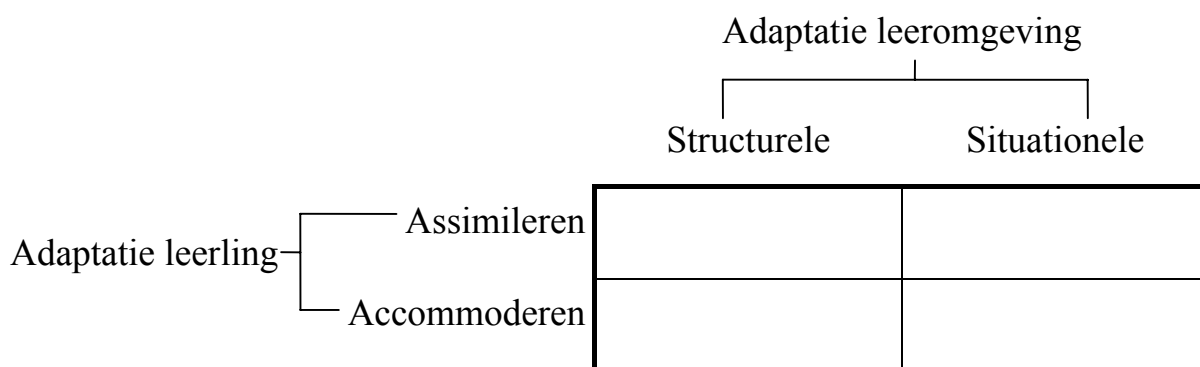 Adaptatie leeromgeving
Structurele Situationele
Assimileren
Adaptatie leerling
Accommoderen